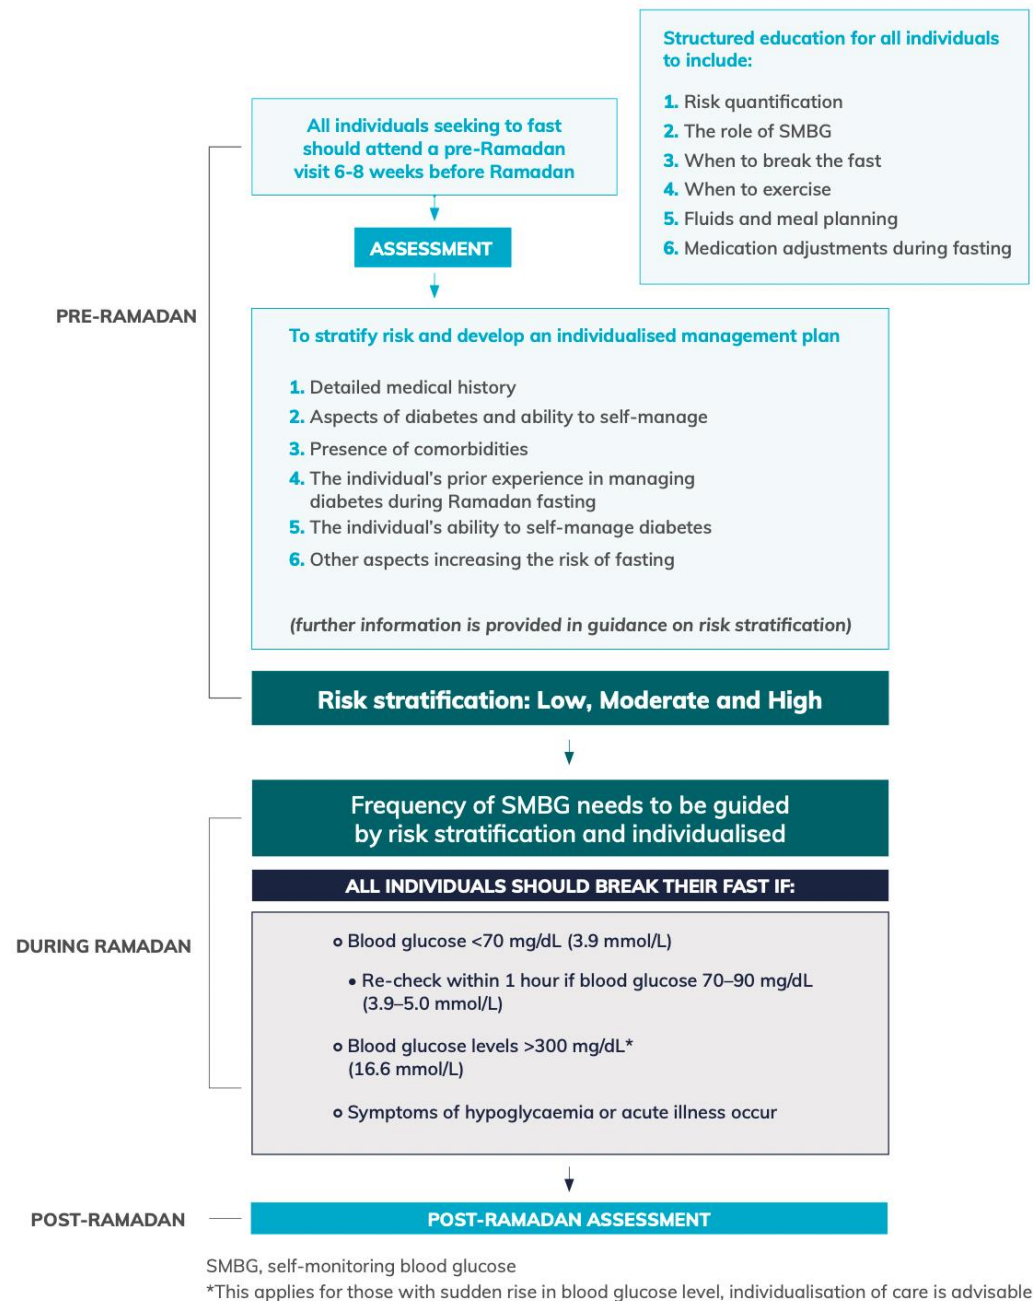 Structured education for all individuals
to include:
1. Risk quantification
2. The role of SMBG
3. When to break the fast
4. When to exercise
5. Fluids and meal planning
6. Medication adjustments during fasting
All individuals seeking to fast
should attend a pre-Ramadan
visit 6-8 weeks before Ramadan
ASSESSMENT
PRE-RAMADAN
To stratify risk and develop an individualised management plan
1. Detailed medical history
2. Aspects of diabetes and ability to self-manage
3. Presence of comorbidities
4. The individual’s prior experience in managing
diabetes during Ramadan fasting
5. The individual’s ability to self-manage diabetes
6. Other aspects increasing the risk of fasting
(further information is provided in guidance on risk stratification)
Risk stratification: Low, Moderate and High
Frequency of SMBG needs to be guided
by risk stratification and individualised
ALL INDIVIDUALS SHOULD BREAK THEIR FAST IF:
DURING RAMADAN
Blood glucose <70 mg/dL (3.9 mmol/L)
• Re-check within 1 hour if blood glucose 70–90 mg/dL
(3.9–5.0 mmol/L)
Blood glucose levels >300 mg/dL*
(16.6 mmol/L)
Symptoms of hypoglycaemia or acute illness occur
POST-RAMADAN
POST-RAMADAN ASSESSMENT
SMBG, self-monitoring blood glucose
*This applies for those with sudden rise in blood glucose level, individualisation of care is advisable